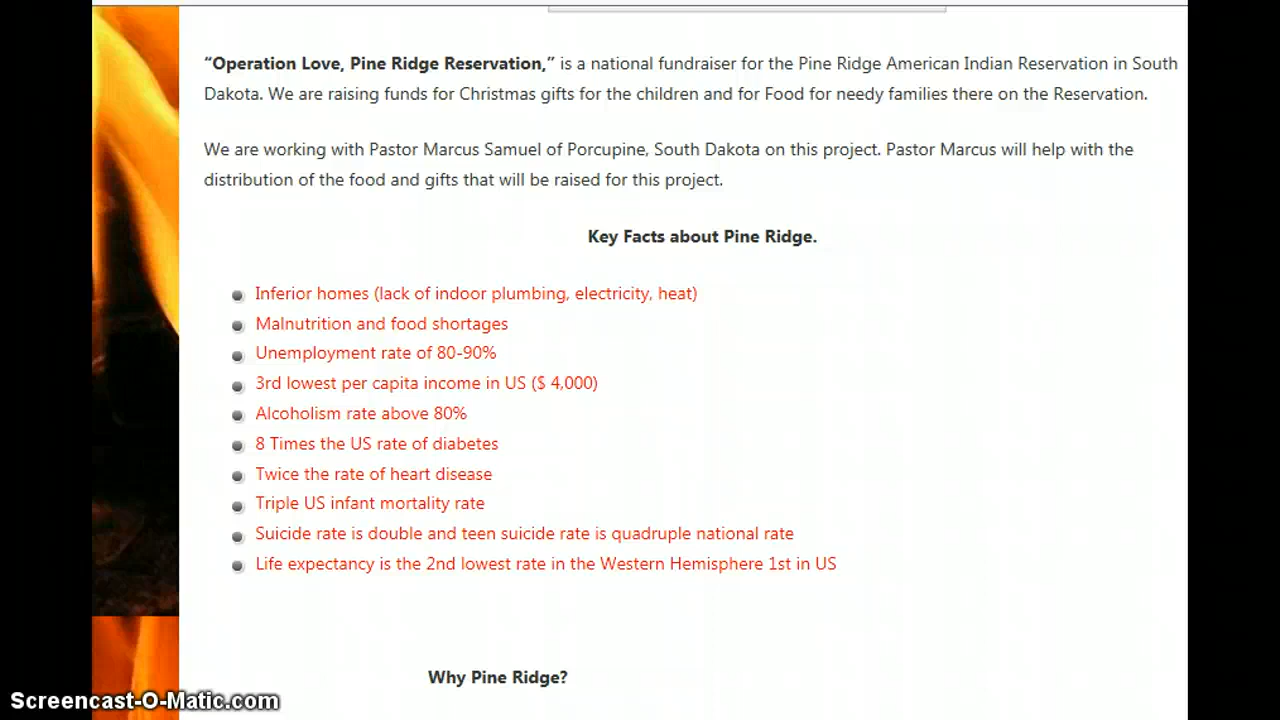 “Operation Love, Pine Ridge Reservation,” is a national fundraiser for the Pine Ridge American Indian Reservation in South
Dakota. We are raising funds for Christmas gifts for the children and for Food for needy families there on the Reservation.
We are working with Pastor Marcus Samuel of Porcupine, South Dakota on this project. Pastor Marcus will help with the
distribution of the food and gifts that will be raised for this project.
Key Facts about Pine Ridge.
Inferior homes (lack of indoor plumbing, electricity, heat)
Malnutrition and food shortages
Unemployment rate of 80-90%
3rd lowest per capita income in US ($ 4,000)
Alcoholism rate above 80%
8 Times the US rate of diabetes
Twice the rate of heart disease
Triple US infant mortality rate
Suicide rate is double and teen suicide rate is quadruple national rate
Life expectancy is the 2nd lowest rate in the Western Hemisphere 1st in US
Why Pine Ridge?
Screencast-O-Matic.com